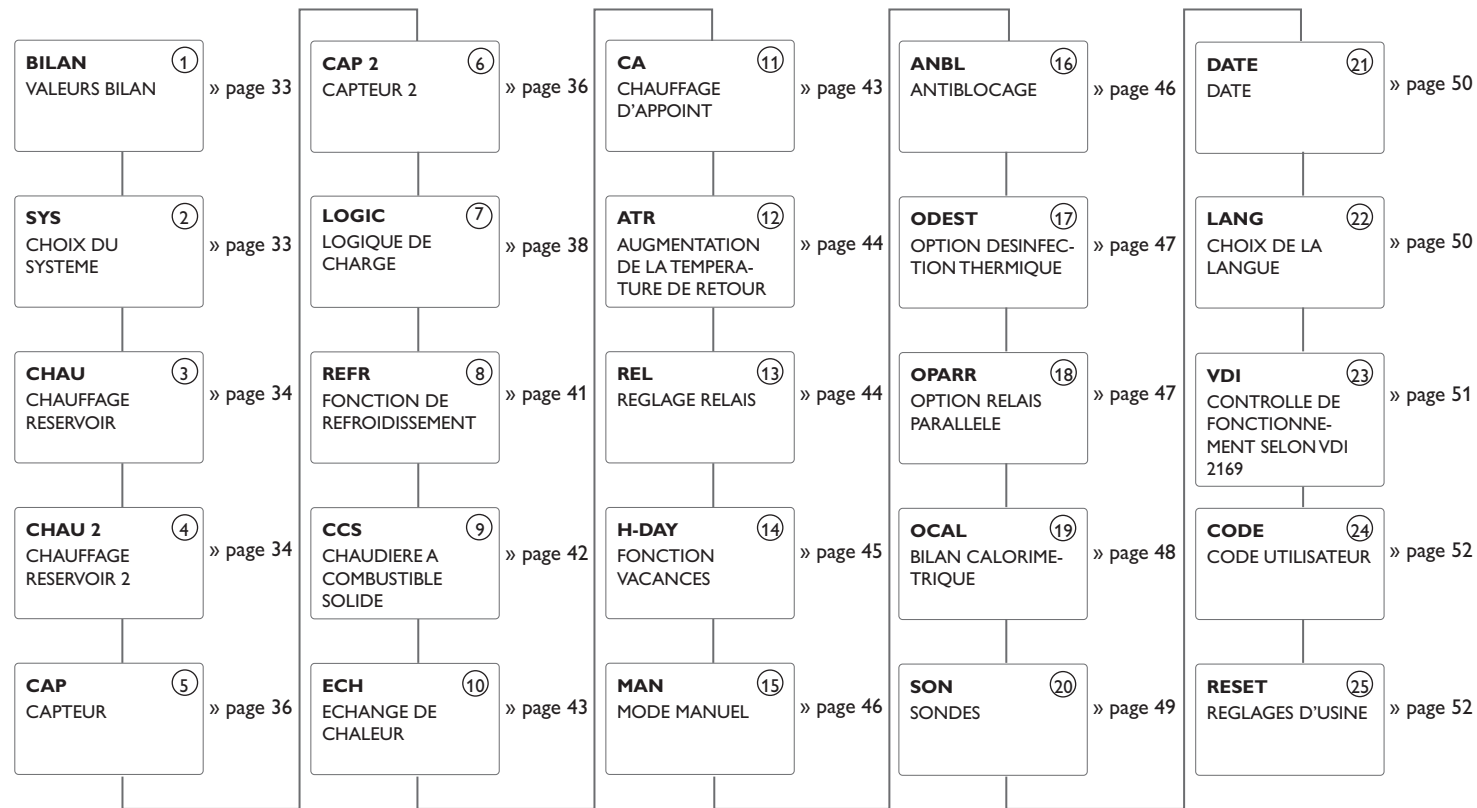 BILAN 1
VALEURS BILAN
» page 33
SYS 2
CHOIX DU
SYSTEME
» page 33
CHAU 3
CHAUFFAGE
RESERVOIR
» page 34
CHAU 2 4
CHAUFFAGE
RESERVOIR 2
» page 34
CAP 5
CAPTEUR
» page 36
CAP 2 6
CAPTEUR 2
» page 36
LOGIC 7
LOGIQUE DE
CHARGE
» page 38
REFR 8
FONCTION DE
REFROIDISSEMENT
» page 41
CCS 9
CHAUDIERE A
COMBUSTIBLE
SOLIDE
» page 42
ECH 10
ECHANGE DE
CHALEUR
» page 43
CA 11
CHAUFFAGE
D'APPOINT
» page 43
ATR 12
AUGMENTATION
DE LA TEMPERA-
TURE DE RETOUR
» page 44
REL 13
REGLAGE RELAIS
» page 44
H-DAY 14
FONCTION
VACANCES
» page 45
MAN 15
MODE MANUEL
» page 46
ANBL 16
ANTIBLOCAGE
» page 46
ODEST 17
OPTION DESINFEC-
TION THERMIQUE
» page 47
OPARR 18
OPTION RELAIS
PARALLELE
» page 47
OCAL 19
BILAN CALORIME-
TRIQUE
» page 48
SON 20
SONDES
» page 49
DATE 21
DATE
» page 50
LANG 22
CHOIX DE LA
LANGUE
» page 50
VDI 23
CONTROLLE DE
FONCTIONNE-
MENT SELON VDI
2169
» page 51
CODE 24
CODE UTILISATEUR
» page 52
RESET 25
REGLAGES D'USINE
» page 52